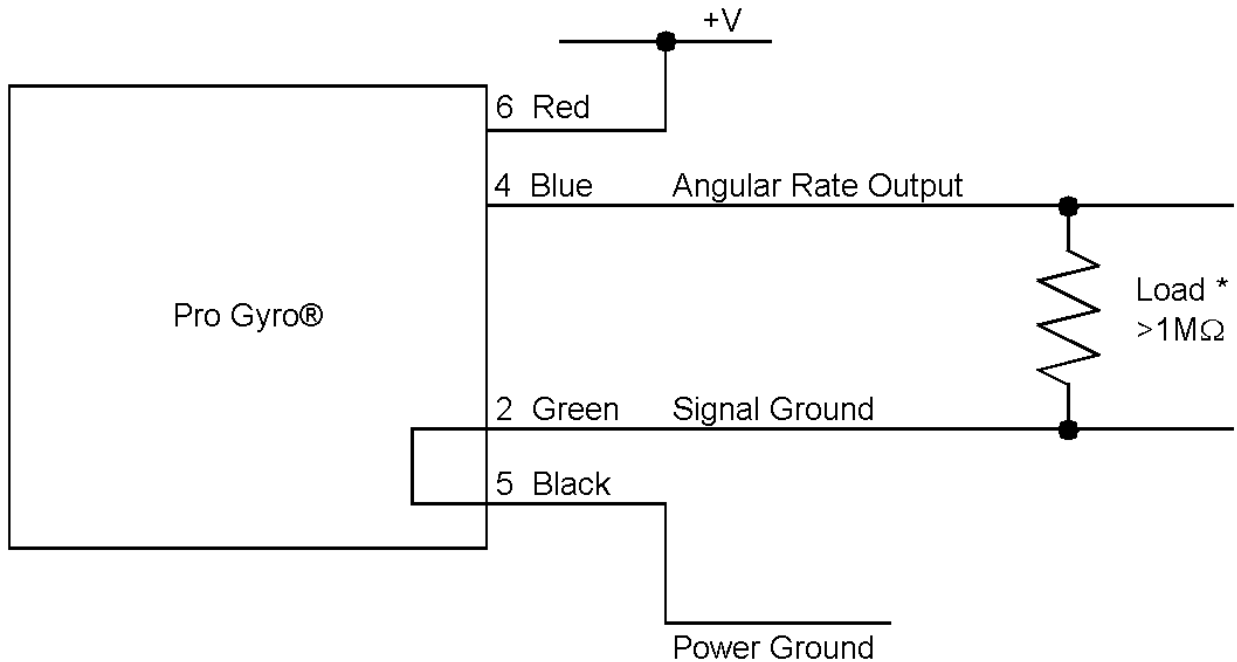 +V
6 Red
4 Blue Angular Rate Output
Pro Gyro®
Load *
>1MΩ
2 Green Signal Ground
5 Black
Power Ground